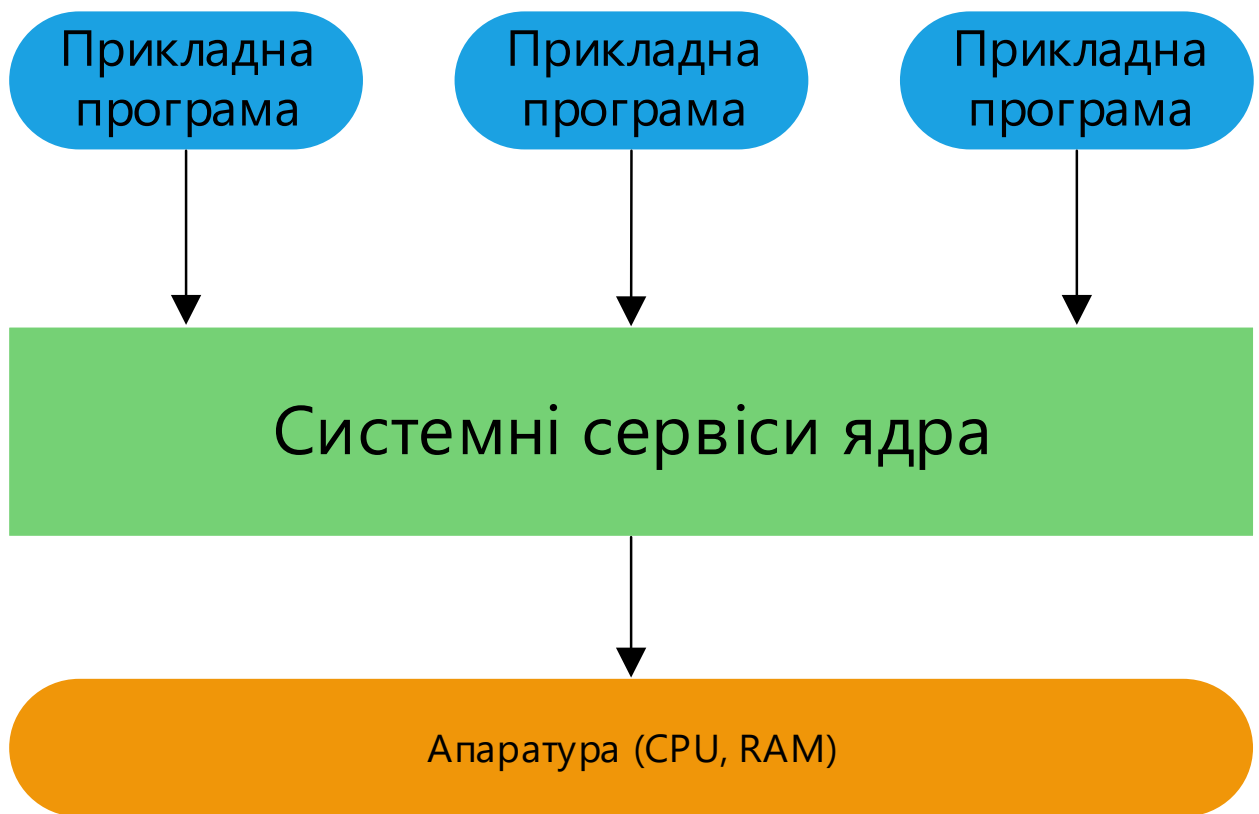 Прикладна
програма
Прикладна
програма
Прикладна
програма
Системні сервіси ядра
Апаратура (CPU, RAM)